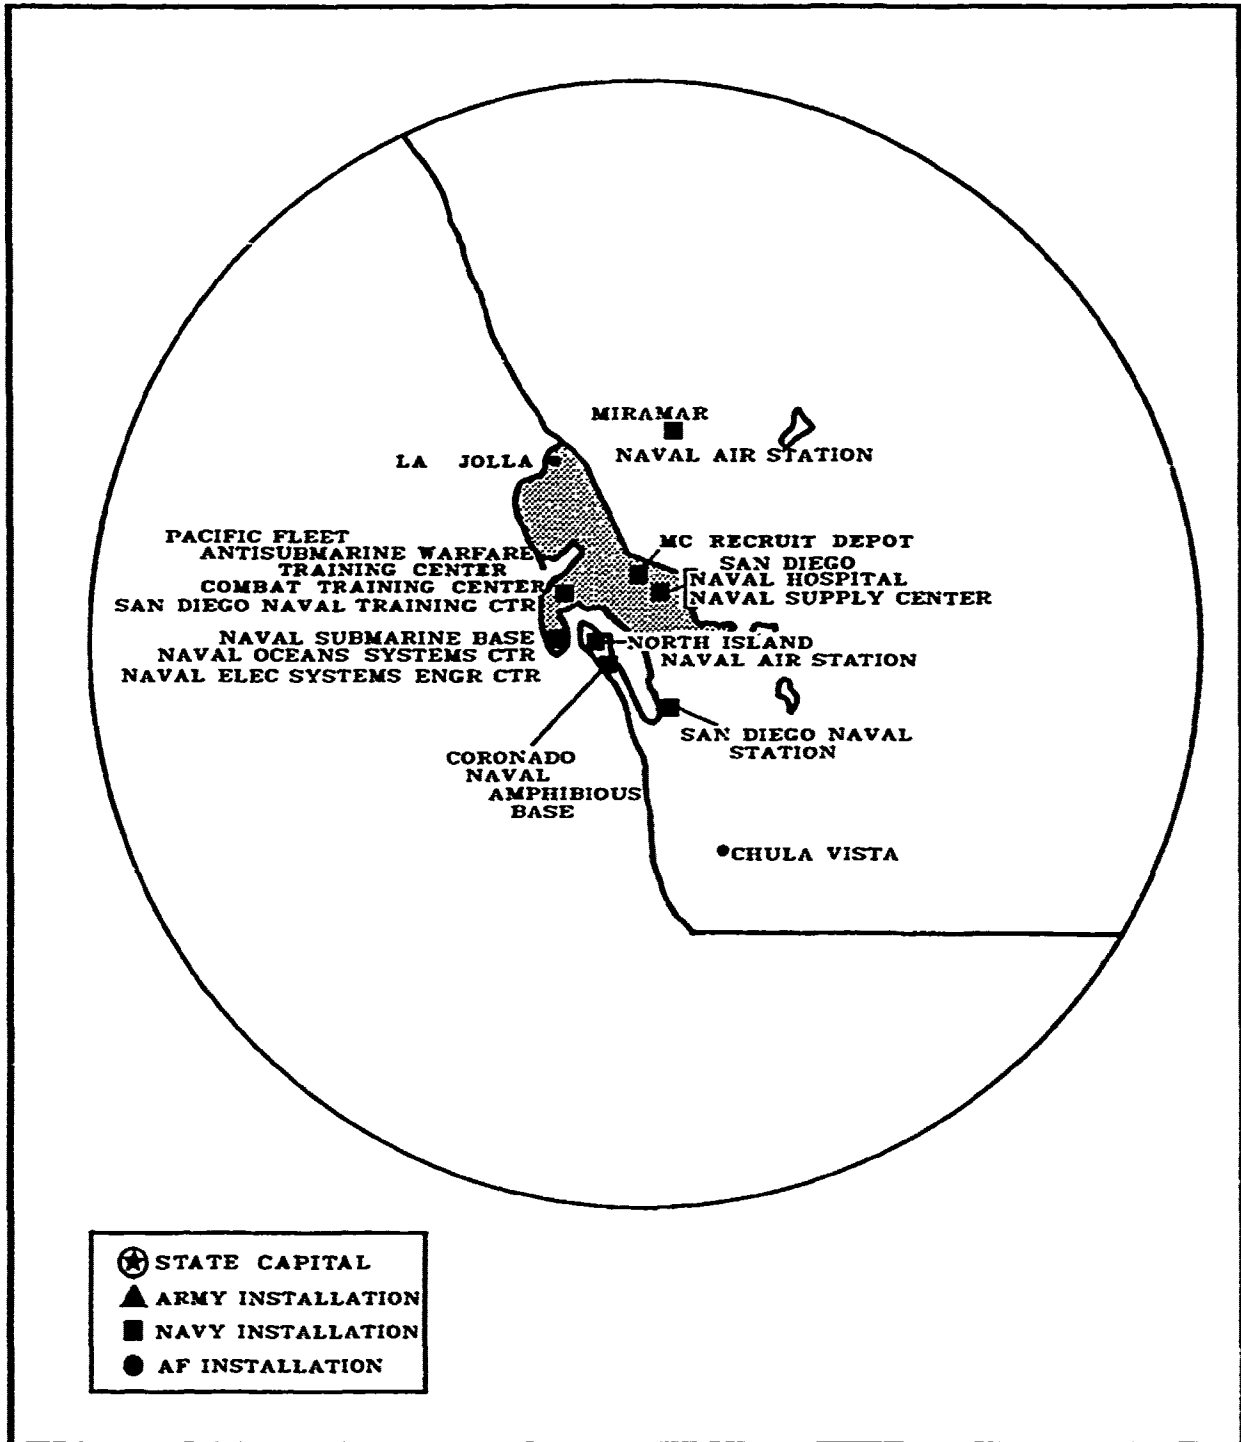 MIRAMAR
NAVAL AIR STATION
LA JOLLA
PACIFIC FLEET
ANTISUBMARINE WARFARE
TRAINING CENTER
COMBAT TRAINING CENTER
SAN DIEGO NAVAL TRAINING CTR
MC RECRUIT DEPOT
SAN DIEGO
NAVAL HOSPITAL
NAVAL SUPPLY CENTER
NAVAL SUBMARINE BASE
NAVAL OCEANS SYSTEMS CTR
NAVAL ELEC SYSTEMS ENGR CTR
NORTH ISLAND
NAVAL AIR STATION
SAN DIEGO NAVAL
STATION
CORONADO
NAVAL
AMPHIBIOUS
BASE
CHULA VISTA
STATE CAPITAL
ARMY INSTALLATION
NAVY INSTALLATION
AF INSTALLATION